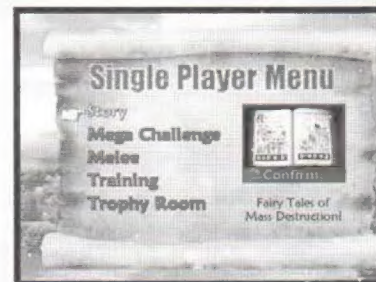 Single Player Menu
Story
Mega Challenge
Melee
Training
Trophy Room
Confirm
Fairy Tales of
Mass Destruction!